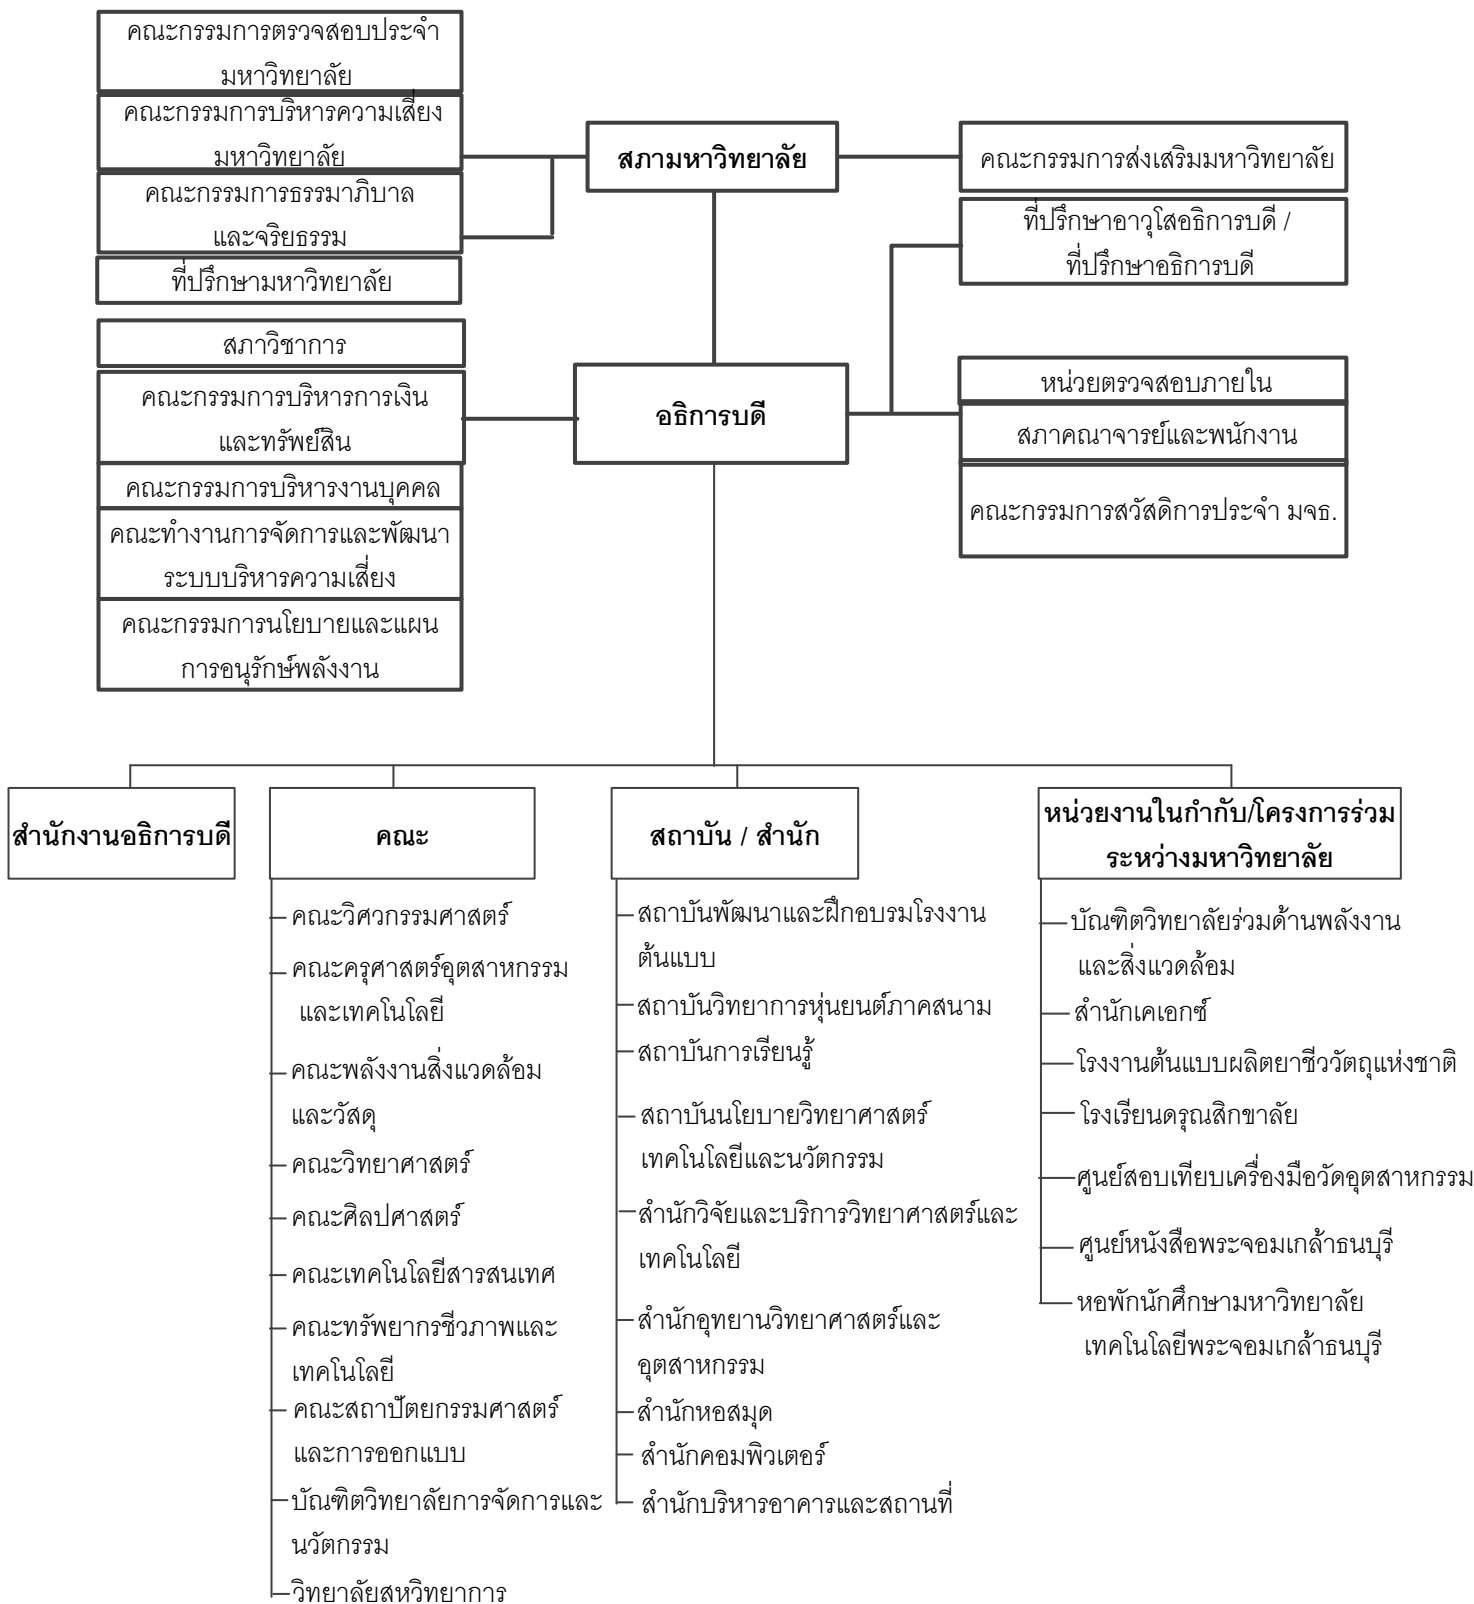 คณะกรรมการตรวจสอบประจำ
มหาวิทยาลัย
คณะกรรมการบริหารความเสี่ยง
มหาวิทยาลัย
คณะกรรมการธรรมาภิบาล
และจริยธรรม
ที่ปรึกษามหาวิทยาลัย
สภามหาวิทยาลัย
คณะกรรมการส่งเสริมมหาวิทยาลัย
ที่ปรึกษาอาวุโสอธิการบดี /
ที่ปรึกษาอธิการบดี
สภาวิชาการ
คณะกรรมการบริหารการเงิน
และทรัพย์สิน
คณะกรรมการบริหารงานบุคคล
คณะทำงานการจัดการและพัฒนา
ระบบบริหารความเสี่ยง
คณะกรรมการนโยบายและแผน
การอนุรักษ์พลังงาน
อธิการบดี
หน่วยตรวจสอบภายใน
สภาคณาจารย์และพนักงาน
คณะกรรมการสวัสดิการประจำ มจธ.
สำนักงานอธิการบดี
คณะ
คณะวิศวกรรมศาสตร์
คณะครุศาสตร์อุตสาหกรรม
และเทคโนโลยี
คณะพลังงานสิ่งแวดล้อม
และวัสดุ
คณะวิทยาศาสตร์
คณะศิลปศาสตร์
คณะเทคโนโลยีสารสนเทศ
คณะทรัพยากรชีวภาพและ
เทคโนโลยี
คณะสถาปัตยกรรมศาสตร์
และการออกแบบ
บัณฑิตวิทยาลัยการจัดการและ
นวัตกรรม
วิทยาลัยสหวิทยาการ
สถาบัน / สำนัก
สถาบันพัฒนาและฝึกอบรมโรงงาน
ต้นแบบ
สถาบันวิทยาการหุ่นยนต์ภาคสนาม
สถาบันการเรียนรู้
สถาบันนโยบายวิทยาศาสตร์
เทคโนโลยีและนวัตกรรม
สำนักวิจัยและบริการวิทยาศาสตร์และ
เทคโนโลยี
สำนักอุทยานวิทยาศาสตร์และ
อุตสาหกรรม
สำนักหอสมุด
สำนักคอมพิวเตอร์
สำนักบริหารอาคารและสถานที่
หน่วยงานในกำกับ/โครงการร่วม
ระหว่างมหาวิทยาลัย
บัณฑิตวิทยาลัยร่วมด้านพลังงาน
และสิ่งแวดล้อม
สำนักเคเอกซ์
โรงงานต้นแบบผลิตยาชีววัตถุแห่งชาติ
โรงเรียนดรุณสิกขาลัย
ศูนย์สอบเทียบเครื่องมือวัดอุตสาหกรรม
ศูนย์หนังสือพระจอมเกล้าธนบุรี
หอพักนักศึกษามหาวิทยาลัย
เทคโนโลยีพระจอมเกล้าธนบุรี